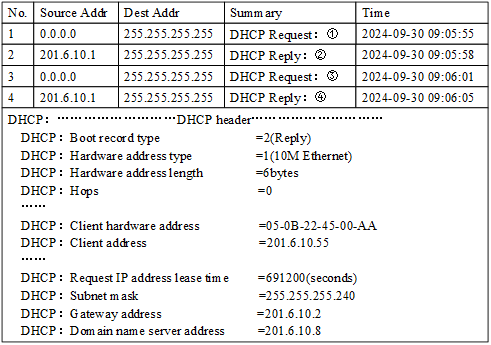 No. Source Addr Dest Addr Summary Time
1 0.0.0.0 255.255.255.255 DHCP Request：① 2024-09-30 09:05:55
2 201.6.10.1 255.255.255.255 DHCP Reply：② 2024-09-30 09:05:58
3 0.0.0.0 255.255.255.255 DHCP Request：③ 2024-09-30 09:06:01
4 201.6.10.1 255.255.255.255 DHCP Reply：④ 2024-09-30 09:06:05
DHCP：……………………………DHCP header……………………………
DHCP：Boot record type =2(Reply)
DHCP：Hardware address type =1(10M Ethernet)
DHCP：Hardware address length =6bytes
DHCP：Hops =0
……
DHCP：Client hardware address =05-0B-22-45-00-AA
DHCP：Client address =201.6.10.55
……
DHCP：Request IP address lease time =691200(seconds)
DHCP：Subnet mask =255.255.255.240
DHCP：Gateway address =201.6.10.2
DHCP：Domain name server address =201.6.10.8